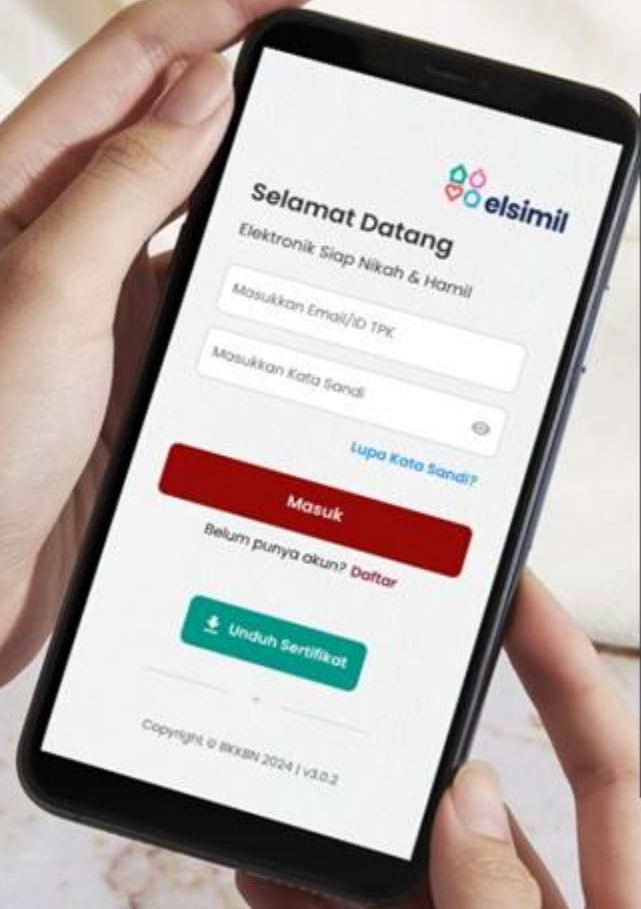 elsimil
Selamat Datang
Elektronik Siap Nikah & Hamil
Masukkan Email/ID TPK
Masukkan Kata Sandi
Lupa Kata Sandi?
Masuk
Belum punya akun? Daftar
Unduh Sertifikat
Copyright © BKKBN 2024 | v3.0.2